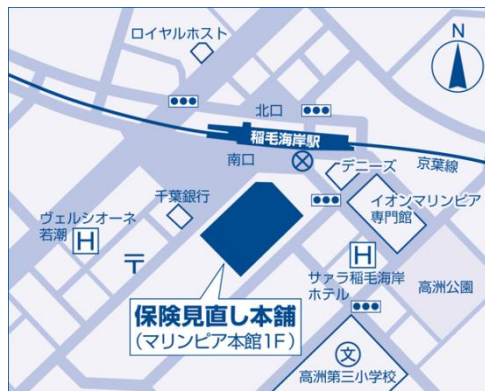 ロイヤルホスト
N
北口
稲毛海岸駅
南口
デニーズ
京葉線
千葉銀行
イオンマリンピア
専門館
ヴェルシオーネ
若潮
H
〒
H
サァラ稲毛海岸
ホテル
高洲公園
保険見直し本舗
(マリンピア本館1F)
文
高洲第三小学校